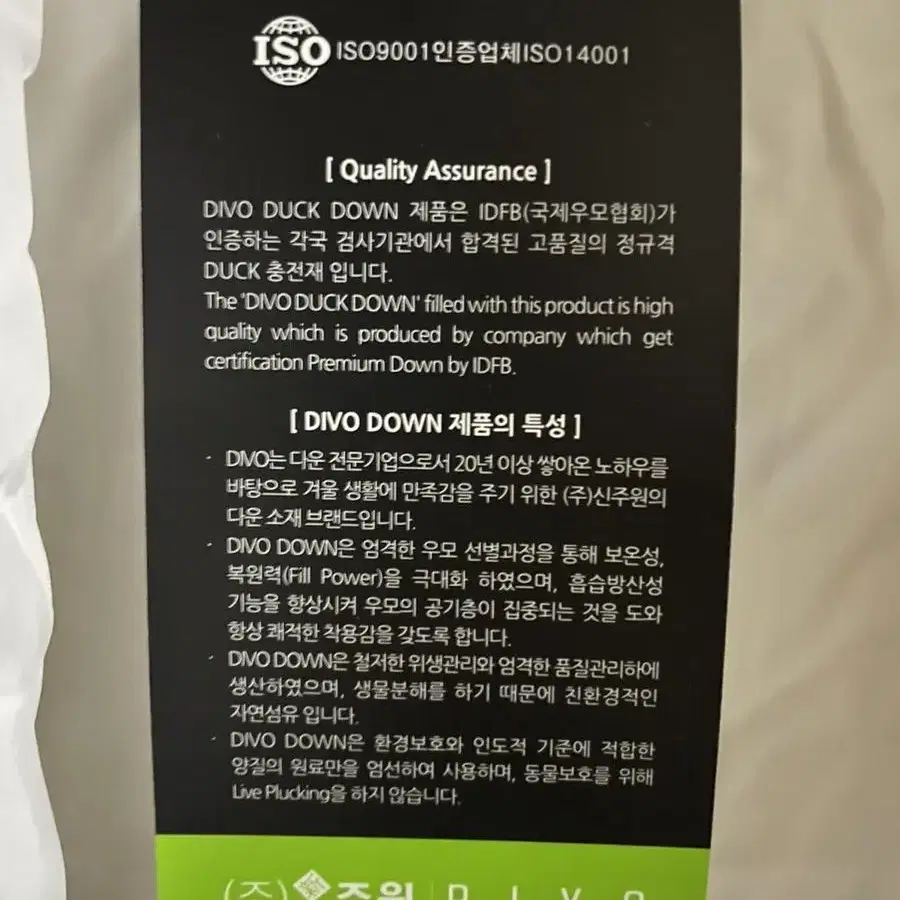 ISO ISO9001인증업체ISO14001
[ Quality Assurance ]
DIVO DUCK DOWN 제품은 IDFB(국제우모협회)가
인증하는 각국 검사기관에서 합격된 고품질의 정규격
DUCK 충전재 입니다.
The 'DIVO DUCK DOWN' filled with this product is high
quality which is produced by company which get
certification Premium Down by IDFB.
[ DIVO DOWN 제품의 특성 ]
· DIVO는 다운 전문기업으로서 20년 이상 쌓아온 노하우를
바탕으로 겨울 생활에 만족감을 주기 위한 (주)신주원의
다운 소재 브랜드입니다.
· DIVO DOWN은 엄격한 우모 선별과정을 통해 보온성,
복원력(Fill Power)을 극대화 하였으며, 흡습방산성
기능을 향상시켜 우모의 공기층이 집중되는 것을 도와
항상 쾌적한 착용감을 갖도록 합니다.
· DIVO DOWN은 철저한 위생관리와 엄격한 품질관리하에
생산하였으며, 생물분해를 하기 때문에 친환경적인
자연섬유 입니다.
· DIVO DOWN은 환경보호와 인도적 기준에 적합한
양질의 원료만을 엄선하여 사용하며, 동물보호를 위해
Live Plucking을 하지 않습니다.
(주) 주원 | D I V O